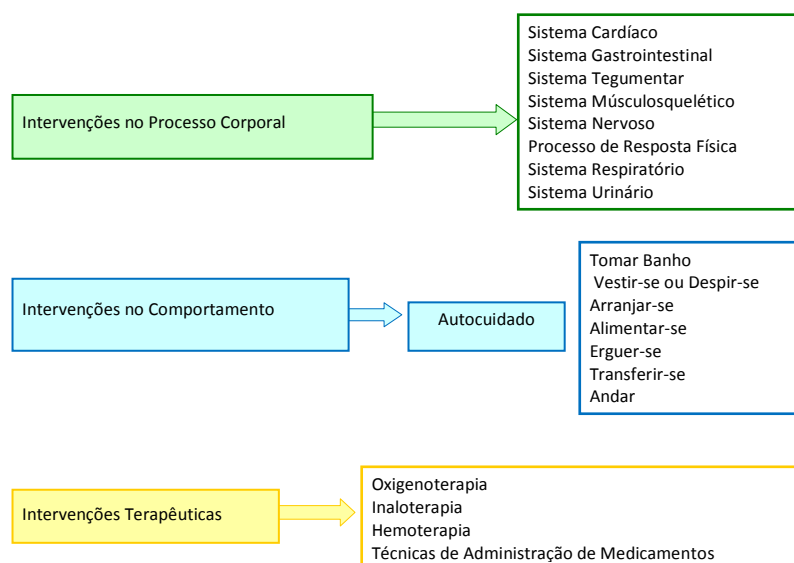 Intervenções no Processo Corporal
Sistema Cardíaco
Sistema Gastrointestinal
Sistema Tegumentar
Sistema Músculosquelético
Sistema Nervoso
Processo de Resposta Física
Sistema Respiratório
Sistema Urinário
Intervenções no Comportamento
Autocuidado
Tomar Banho
Vestir-se ou Despir-se
Arranjar-se
Alimentar-se
Erguer-se
Transferir-se
Andar
Intervenções Terapêuticas
Oxigenoterapia
Inaloterapia
Hemoterapia
Técnicas de Administração de Medicamentos